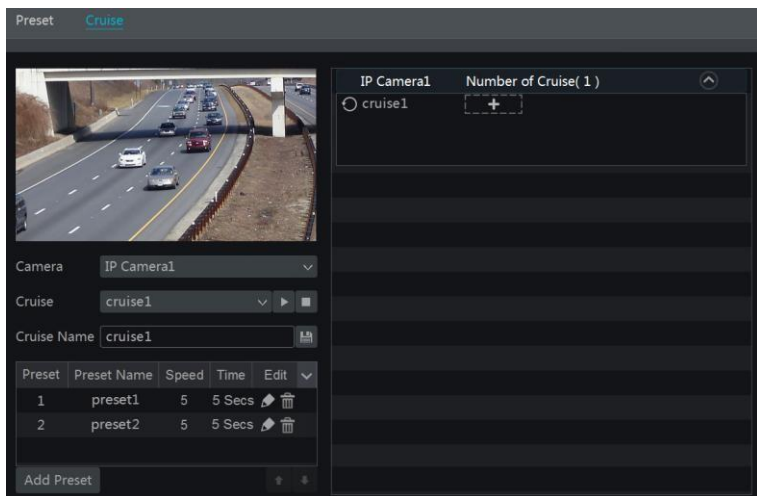 Preset Cruise
IP Camera1 Number of Cruise( 1 )
cruise1
Camera IP Camera1
Cruise cruise1
Cruise Name cruise1
Preset Preset Name Speed Time Edit
1 preset1 5 5 Secs
2 preset2 5 5 Secs
Add Preset